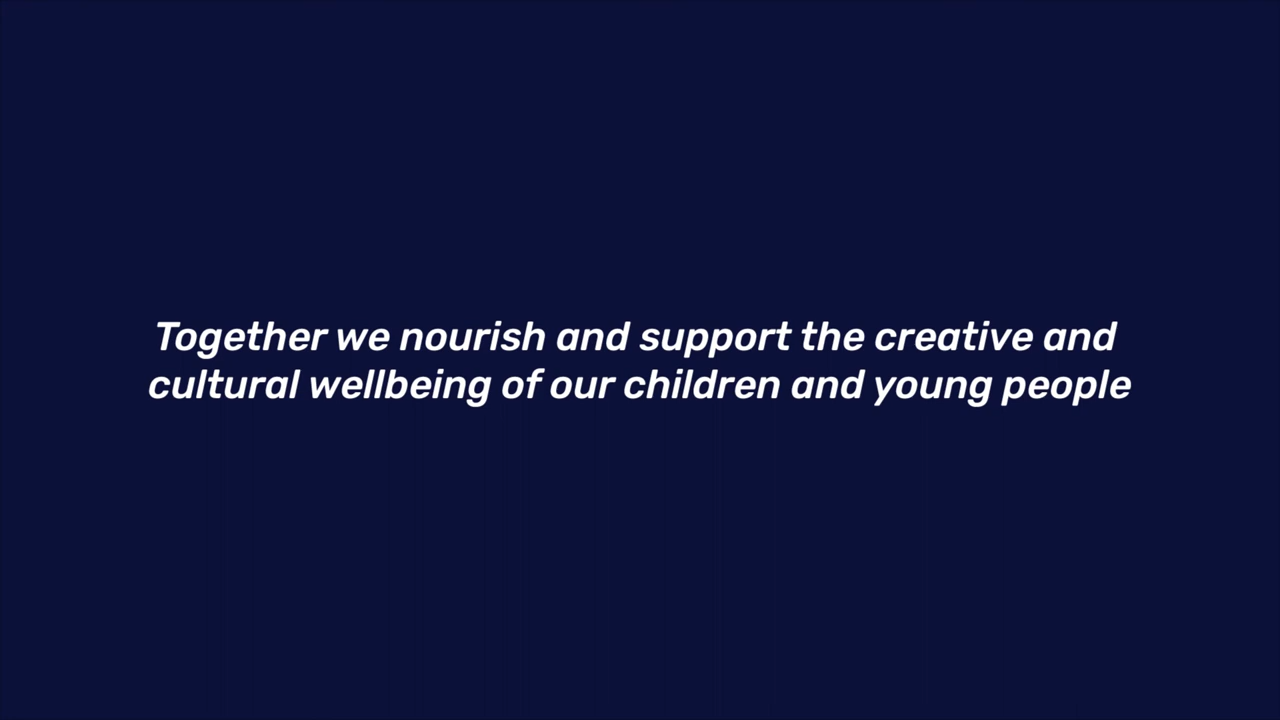 Together we nourish and support the creative and
cultural wellbeing of our children and young people